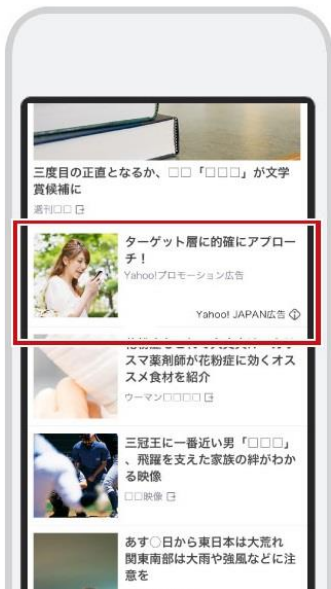 三度目の正直となるか、□□「□□□」が文学
賞候補に
週刊□□
ターゲット層に的確にアプロー
チ！
Yahoo!プロモーション広告
Yahoo! JAPAN広告
スマ薬剤師が花粉症に効くオス
スメ食材を紹介
ウーマン□□□□
三冠王に一番近い男「□□□」
、飛躍を支えた家族の絆がわか
る映像
□□映像
あす○日から東日本は大荒れ
関東南部は大雨や強風などに注
意を